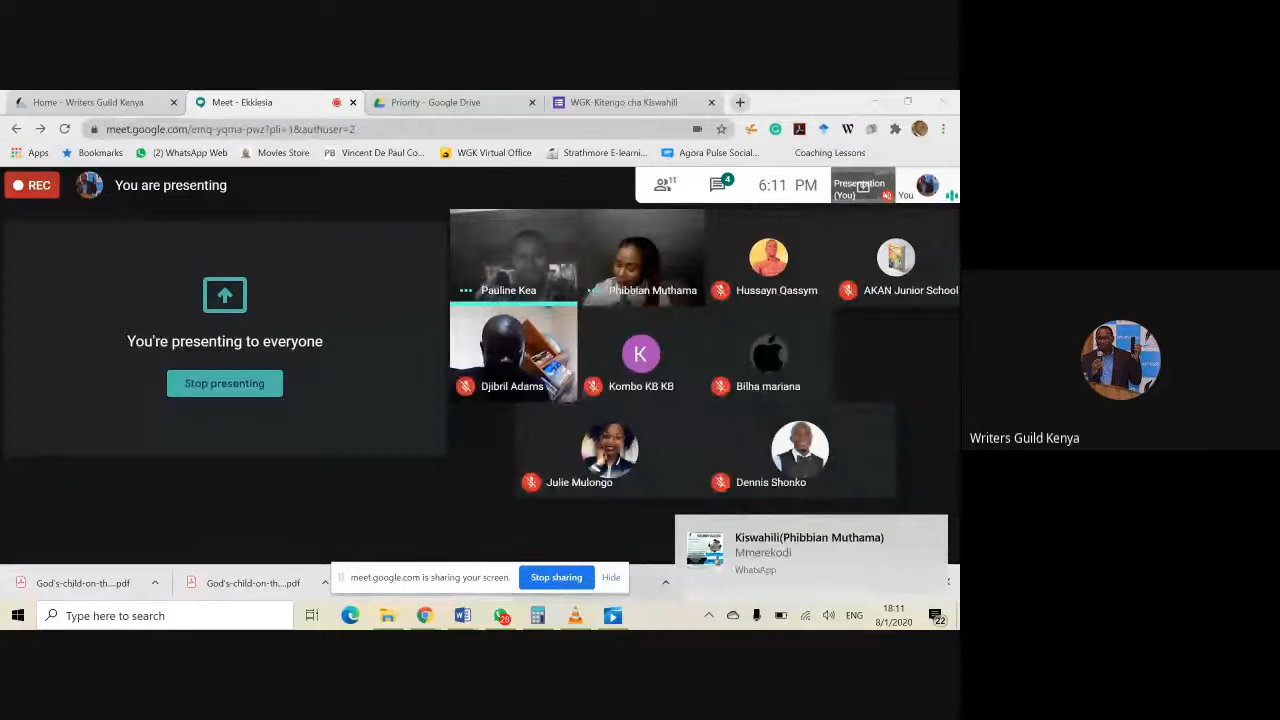 Home - Writers Guild Kenya
Meet - Ekklesia
Priority - Google Drive
WGK-Kitengo cha Kiswahili
meet.google.com/emq-yqma-pwz?pli=1&authuser=2
Apps
Bookmarks
(2) WhatsApp Web
Movies Store
PB Vincent De Paul Co...
WGK Virtual Office
Strathmore E-learni...
Agora Pulse Social...
Coaching Lessons
REC
You are presenting
11
4
6:11 PM
Presentation
(You)
You
You're presenting to everyone
Stop presenting
Pauline Kea
Phibbian Muthama
Hussayn Qassym
AKAN Junior School
Djibril Adams
K
Kombo KB KB
Bilha mariana
Julie Mulongo
Dennis Shonko
Writers Guild Kenya
Kiswahili(Phibbian Muthama)
Mmerekodi
WhatsApp
God's-child-on-th....pdf
God's-child-on-th....pdf
meet.google.com is sharing your screen.
Stop sharing
Hide
Type here to search
28
ENG
18:11
8/1/2020
22